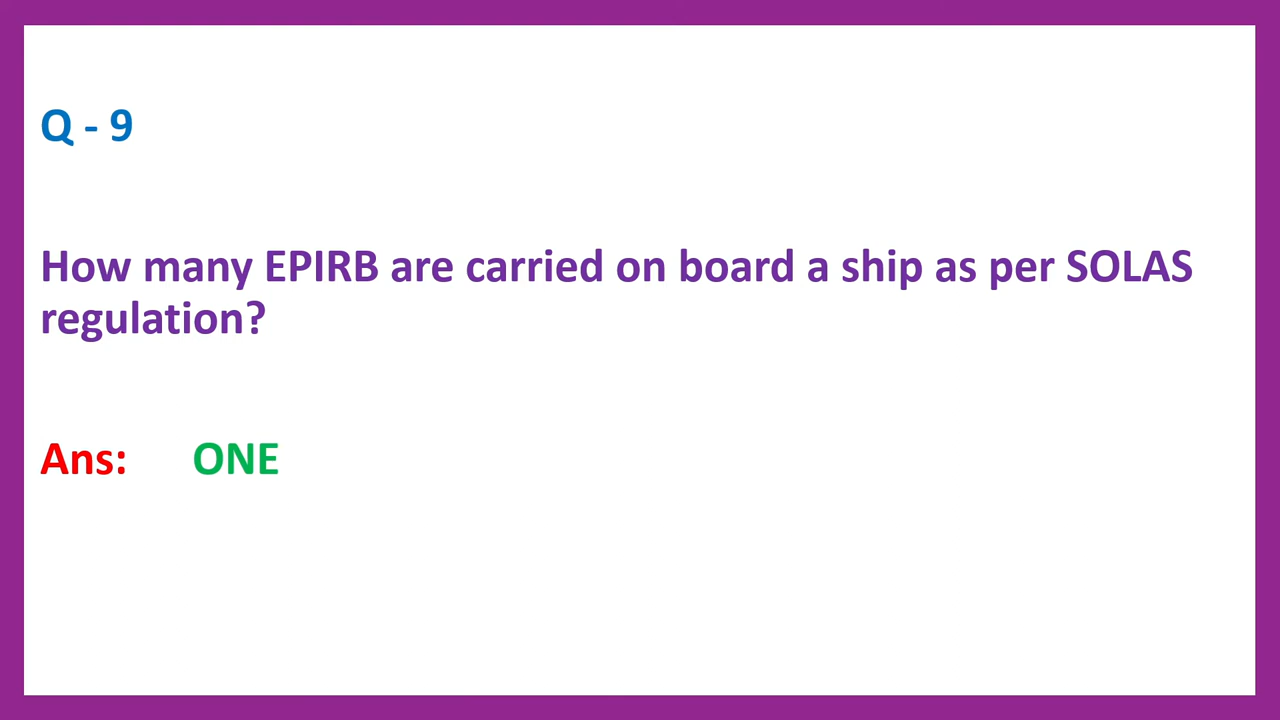 Q - 9
How many EPIRB are carried on board a ship as per SOLAS
regulation?
Ans: ONE